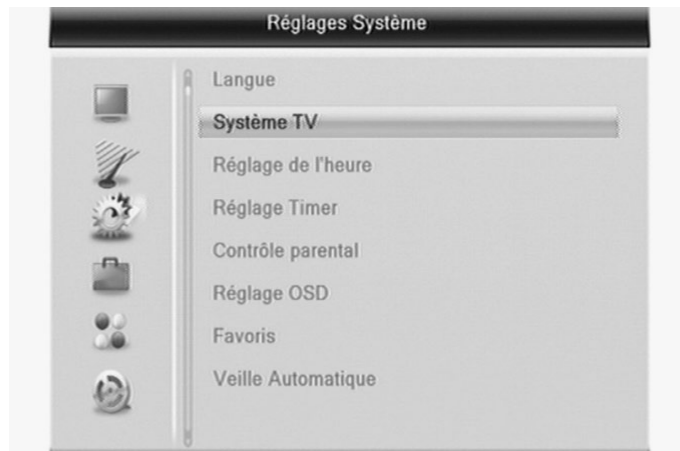 Réglages Système
Langue
Système TV
Réglage de l'heure
Réglage Timer
Contrôle parental
Réglage OSD
Favoris
Veille Automatique